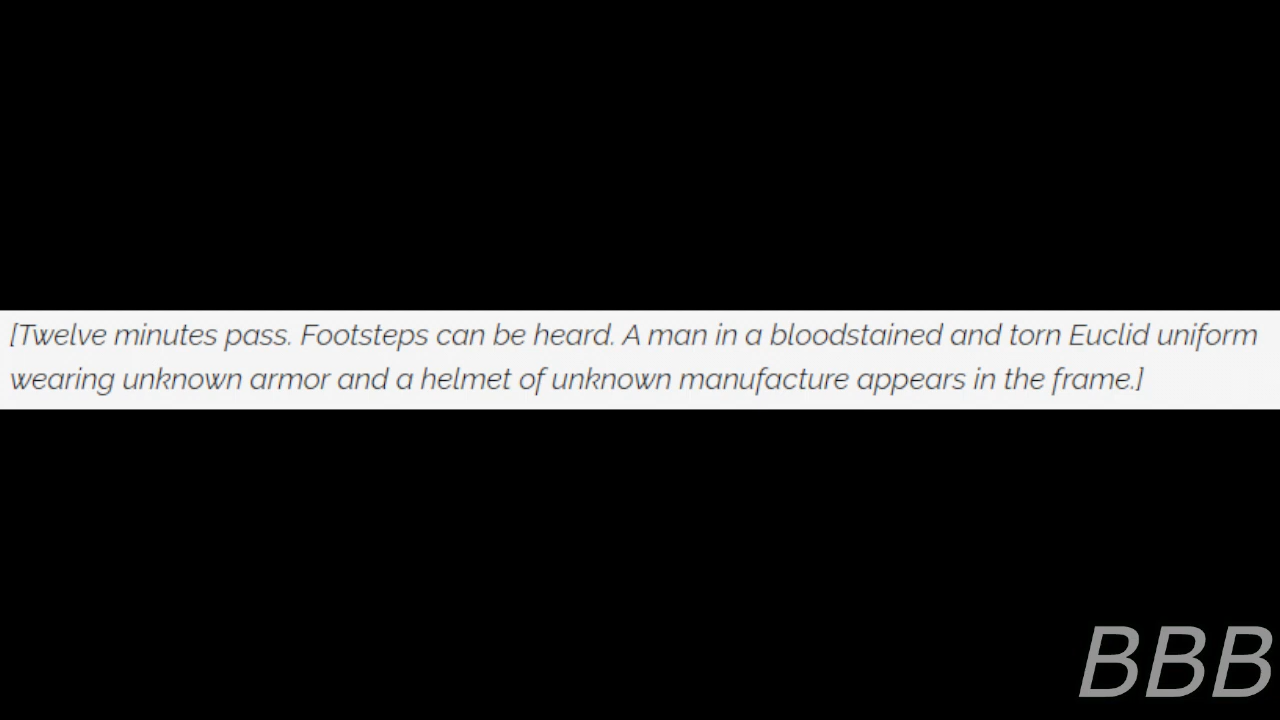 [Twelve minutes pass. Footsteps can be heard. A man in a bloodstained and torn Euclid uniform
wearing unknown armor and a helmet of unknown manufacture appears in the frame.]
BBB